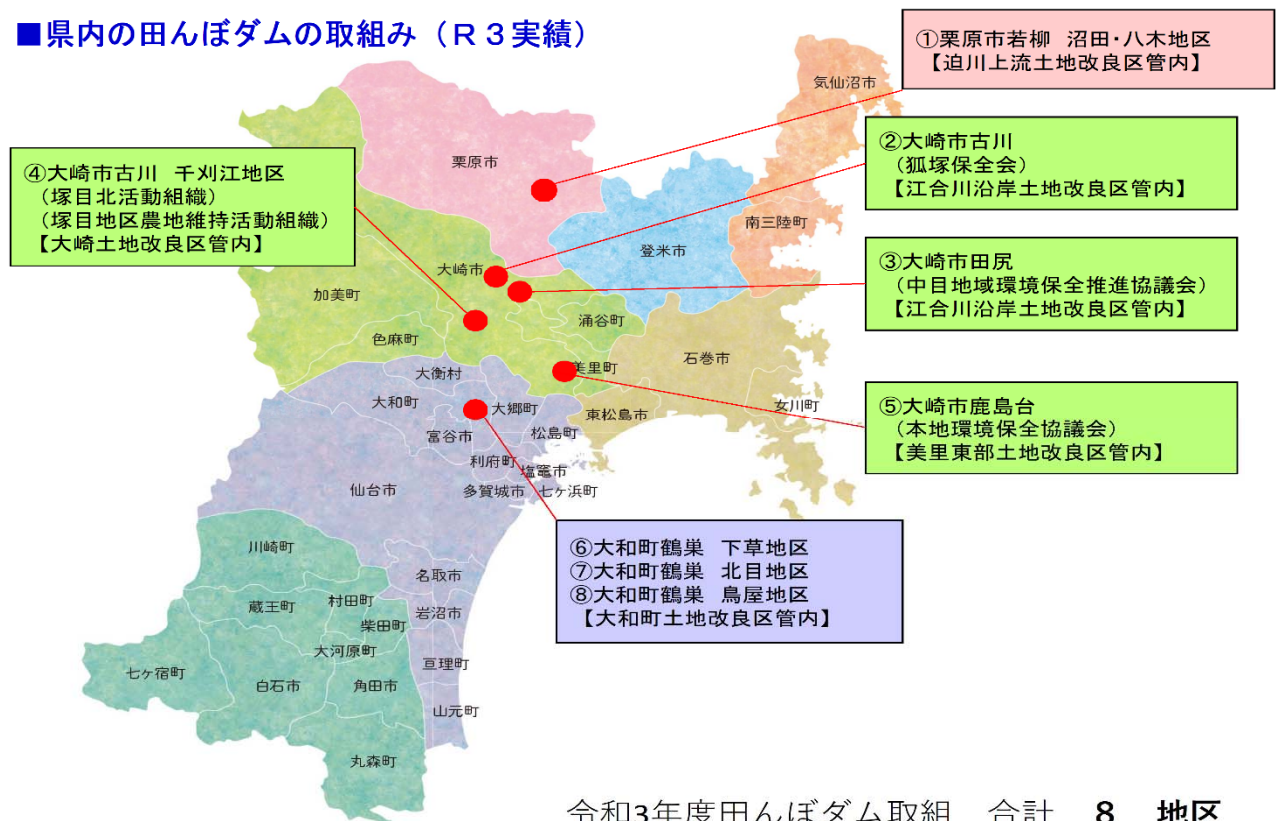 ■県内の田んぼダムの取組み（Ｒ３実績）
①栗原市若柳　沼田・八木地区
【迫川上流土地改良区管内】
気仙沼市
②大崎市古川
（狐塚保全会）
【江合川沿岸土地改良区管内】
④大崎市古川　千刈江地区
（塚目北活動組織）
（塚目地区農地維持活動組織）
【大崎土地改良区管内】
栗原市
南三陸町
登米市
③大崎市田尻
（中目地域環境保全推進協議会）
【江合川沿岸土地改良区管内】
大崎市
加美町
涌谷町
色麻町
石巻市
美里町
大衡村
大和町
大郷町
女川町
東松島市
⑤大崎市鹿島台
（本地環境保全協議会）
【美里東部土地改良区管内】
富谷市
松島町
利府町
塩竈市
仙台市
多賀城市
七ヶ浜町
⑥大和町鶴巣　下草地区
⑦大和町鶴巣　北目地区
⑧大和町鶴巣　鳥屋地区
【大和町土地改良区管内】
川崎町
名取市
村田町
蔵王町
岩沼市
柴田町
大河原町
亘理町
七ヶ宿町
白石市
角田市
山元町
丸森町
令和3年度田んぼダム取組　合計　８　地区